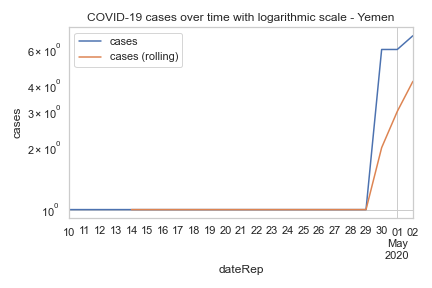 COVID-19 cases over time with logarithmic scale - Yemen
cases
cases (rolling)
6 × 10⁰
4 × 10⁰
3 × 10⁰
2 × 10⁰
10⁰
cases
10 11 12 13 14 15 16 17 18 19 20 21 22 23 24 25 26 27 28 29 30 01 02
May
2020
dateRep